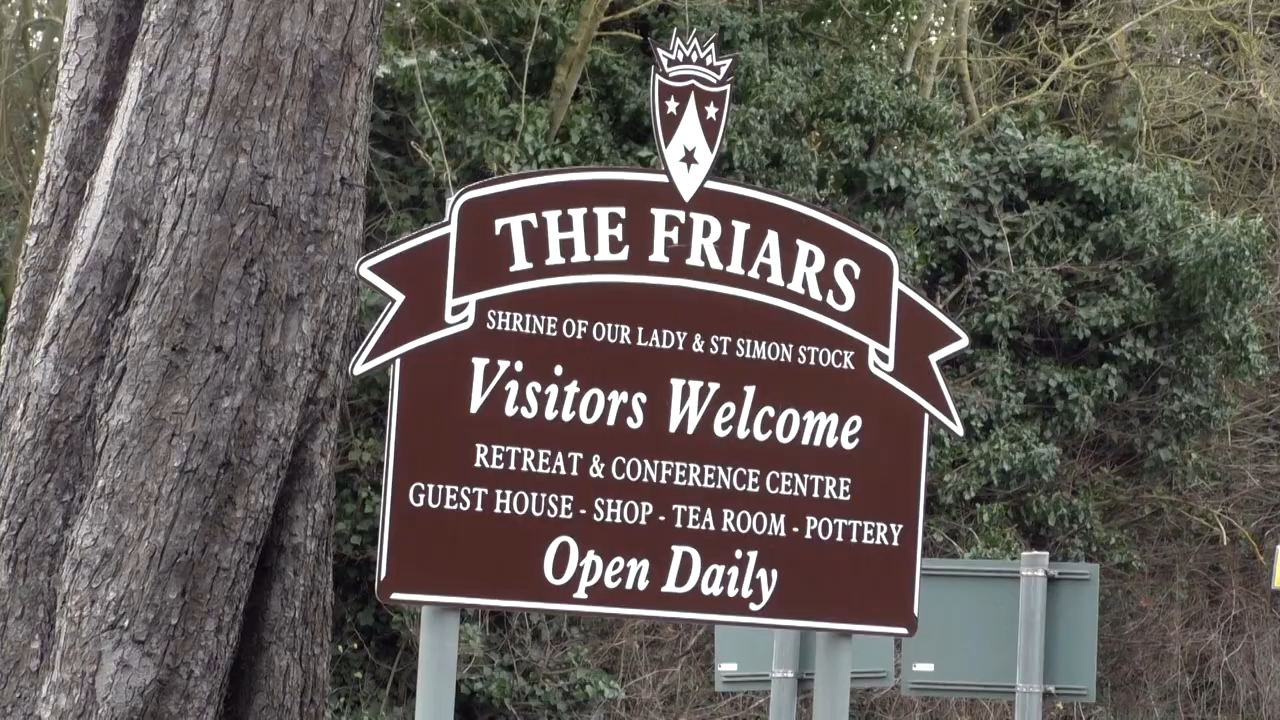 THE FRIARS
SHRINE OF OUR LADY & ST SIMON STOCK
Visitors Welcome
RETREAT & CONFERENCE CENTRE
GUEST HOUSE - SHOP - TEA ROOM - POTTERY
Open Daily